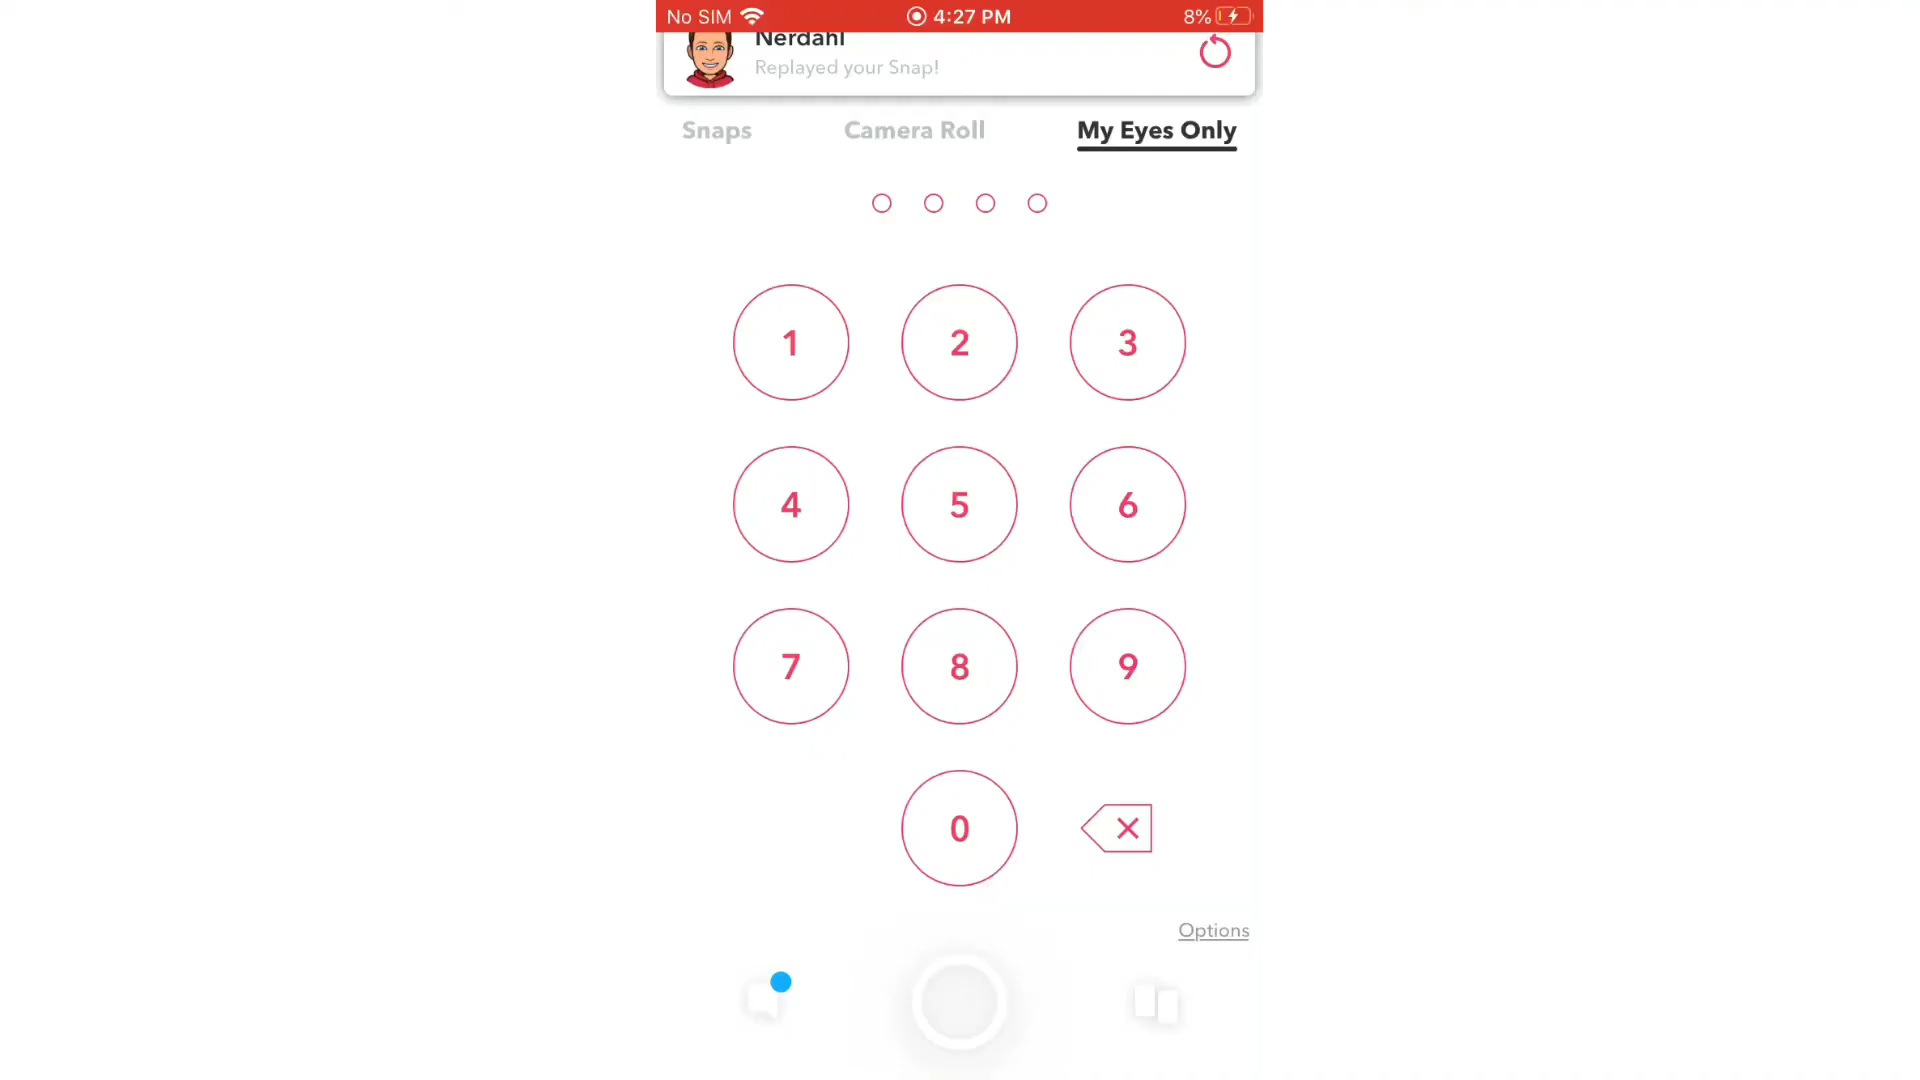 No SIM 4:27 PM 8%
Nerdahl
Replayed your Snap!
Snaps Camera Roll My Eyes Only
1 2 3
4 5 6
7 8 9
0
Options